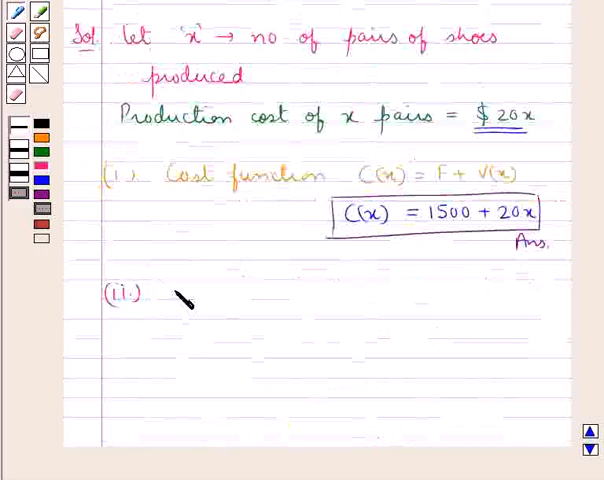 Sol. let 'x' → no of pairs of shoes
produced
Production cost of x pairs = $ 20x
(i.) Cost function C(x) = F + V(x)
C(x) = 1500 + 20x
Ans.
(ii.)